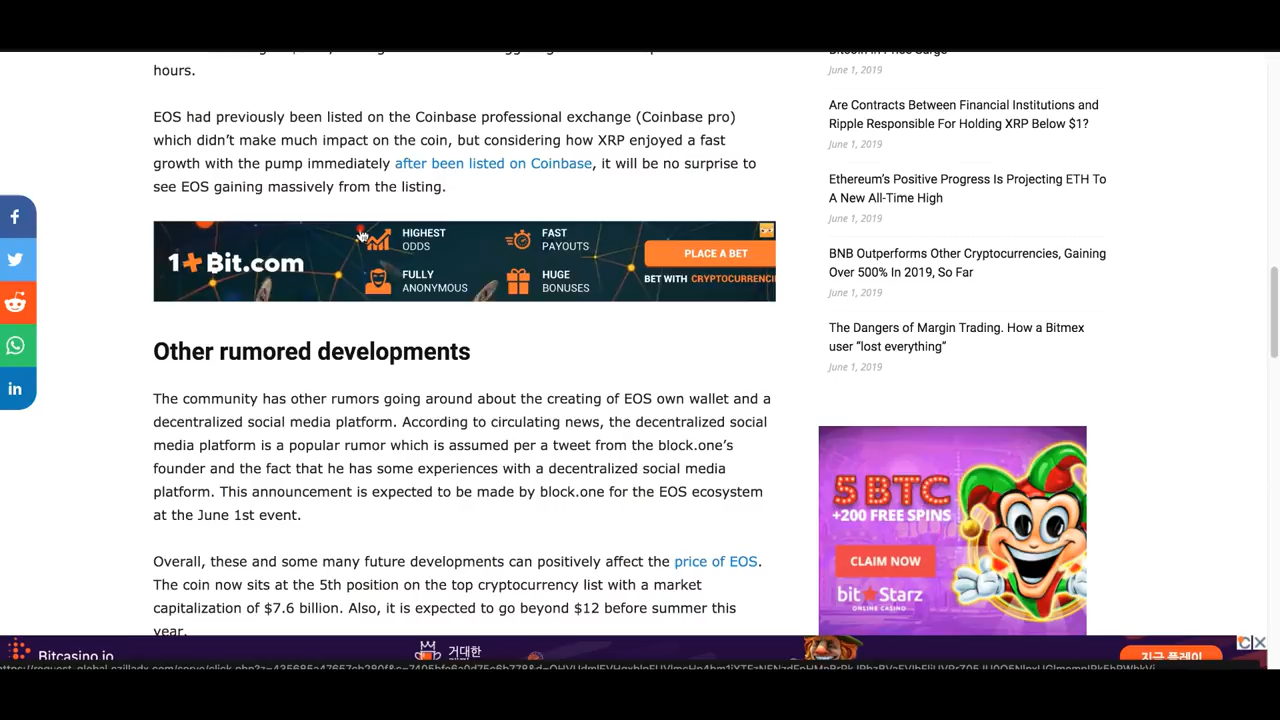 hours.
EOS had previously been listed on the Coinbase professional exchange (Coinbase pro)
which didn't make much impact on the coin, but considering how XRP enjoyed a fast
growth with the pump immediately after been listed on Coinbase, it will be no surprise to
see EOS gaining massively from the listing.
1+Bit.com
HIGHEST
ODDS
FAST
PAYOUTS
FULLY
ANONYMOUS
HUGE
BONUSES
PLACE A BET
BET WITH
Other rumored developments
The community has other rumors going around about the creating of EOS own wallet and a
decentralized social media platform. According to circulating news, the decentralized social
media platform is a popular rumor which is assumed per a tweet from the block.one's
founder and the fact that he has some experiences with a decentralized social media
platform. This announcement is expected to be made by block.one for the EOS ecosystem
at the June 1st event.
Overall, these and some many future developments can positively affect the price of EOS.
The coin now sits at the 5th position on the top cryptocurrency list with a market
capitalization of $7.6 billion. Also, it is expected to go beyond $12 before summer this
year.
June 1, 2019
Are Contracts Between Financial Institutions and
Ripple Responsible For Holding XRP Below $1?
June 1, 2019
Ethereum's Positive Progress Is Projecting ETH To
A New All-Time High
June 1, 2019
BNB Outperforms Other Cryptocurrencies, Gaining
Over 500% In 2019, So Far
June 1, 2019
The Dangers of Margin Trading. How a Bitmex
user "lost everything"
June 1, 2019
5 BTC
+200 FREE SPINS
CLAIM NOW
bit★Starz
ONLINE CASINO
Bitcasino.io
거대한
지금 플레이